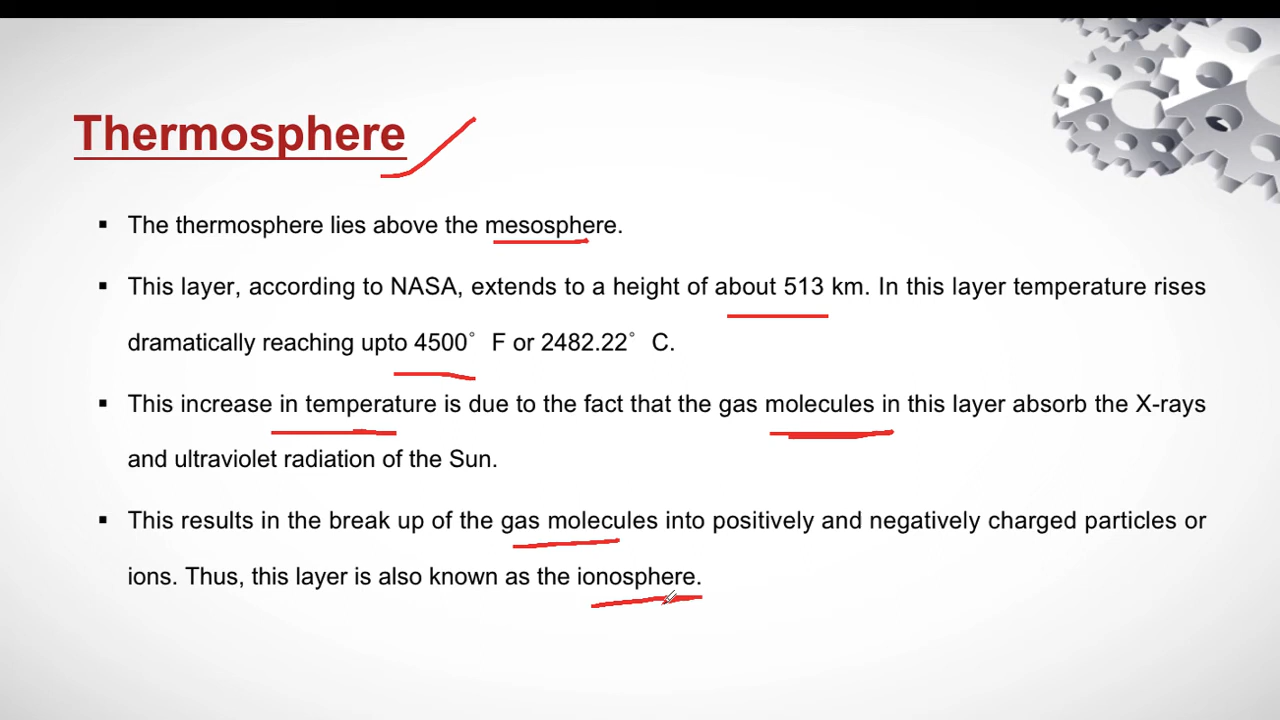 Thermosphere
▪ The thermosphere lies above the mesosphere.
▪ This layer, according to NASA, extends to a height of about 513 km. In this layer temperature rises
dramatically reaching upto 4500° F or 2482.22° C.
▪ This increase in temperature is due to the fact that the gas molecules in this layer absorb the X-rays
and ultraviolet radiation of the Sun.
▪ This results in the break up of the gas molecules into positively and negatively charged particles or
ions. Thus, this layer is also known as the ionosphere.